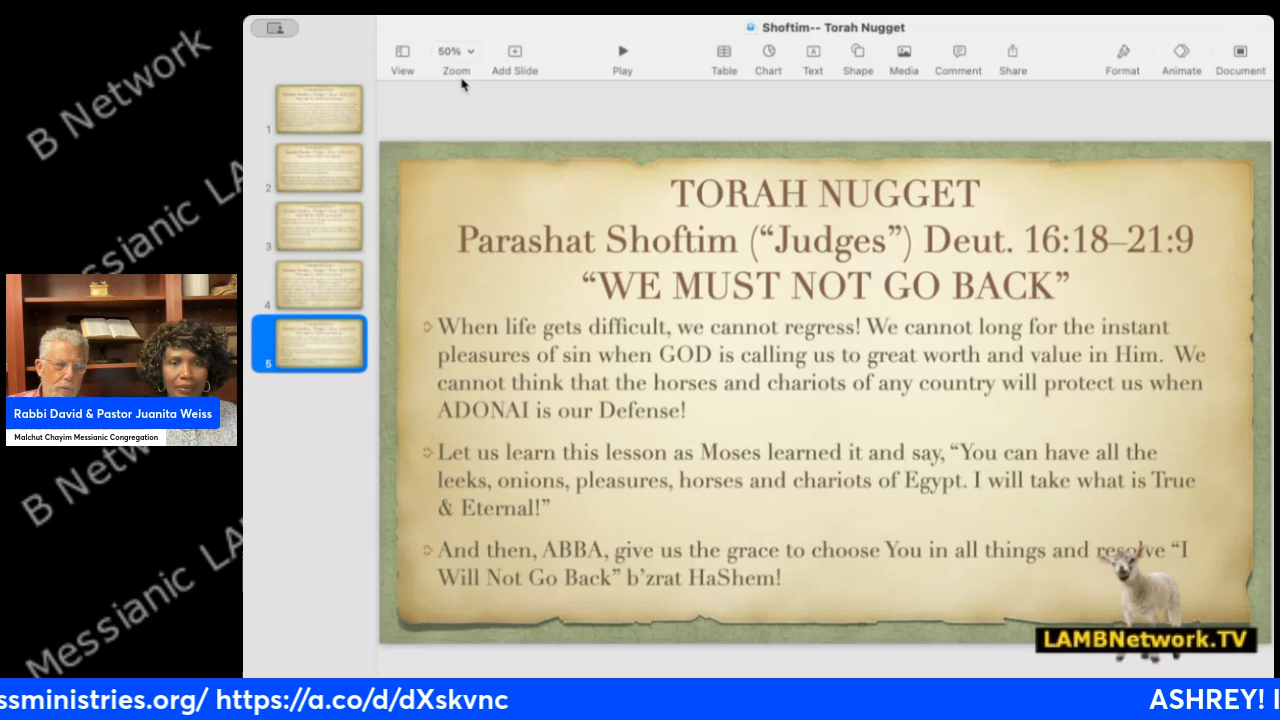 Shoftim-- Torah Nugget
50%
View
Zoom
Add Slide
Play
Table
Chart
Text
Shape
Media
Comment
Share
Format
Animate
Document
1
2
3
4
5
TORAH NUGGET
Parashat Shoftim (“Judges”) Deut. 16:18–21:9
“WE MUST NOT GO BACK”
When life gets difficult, we cannot regress! We cannot long for the instant
pleasures of sin when GOD is calling us to great worth and value in Him. We
cannot think that the horses and chariots of any country will protect us when
ADONAI is our Defense!
Let us learn this lesson as Moses learned it and say, “You can have all the
leeks, onions, pleasures, horses and chariots of Egypt. I will take what is True
& Eternal!”
And then, ABBA, give us the grace to choose You in all things and resolve “I
Will Not Go Back” b’zrat HaShem!
LAMBNetwork.TV
B Network
ssianic LA
B Netw
Messianic LA
Rabbi David & Pastor Juanita Weiss
Malchut Chayim Messianic Congregation
ssministries.org/ https://a.co/d/dXskvnc
ASHREY! I